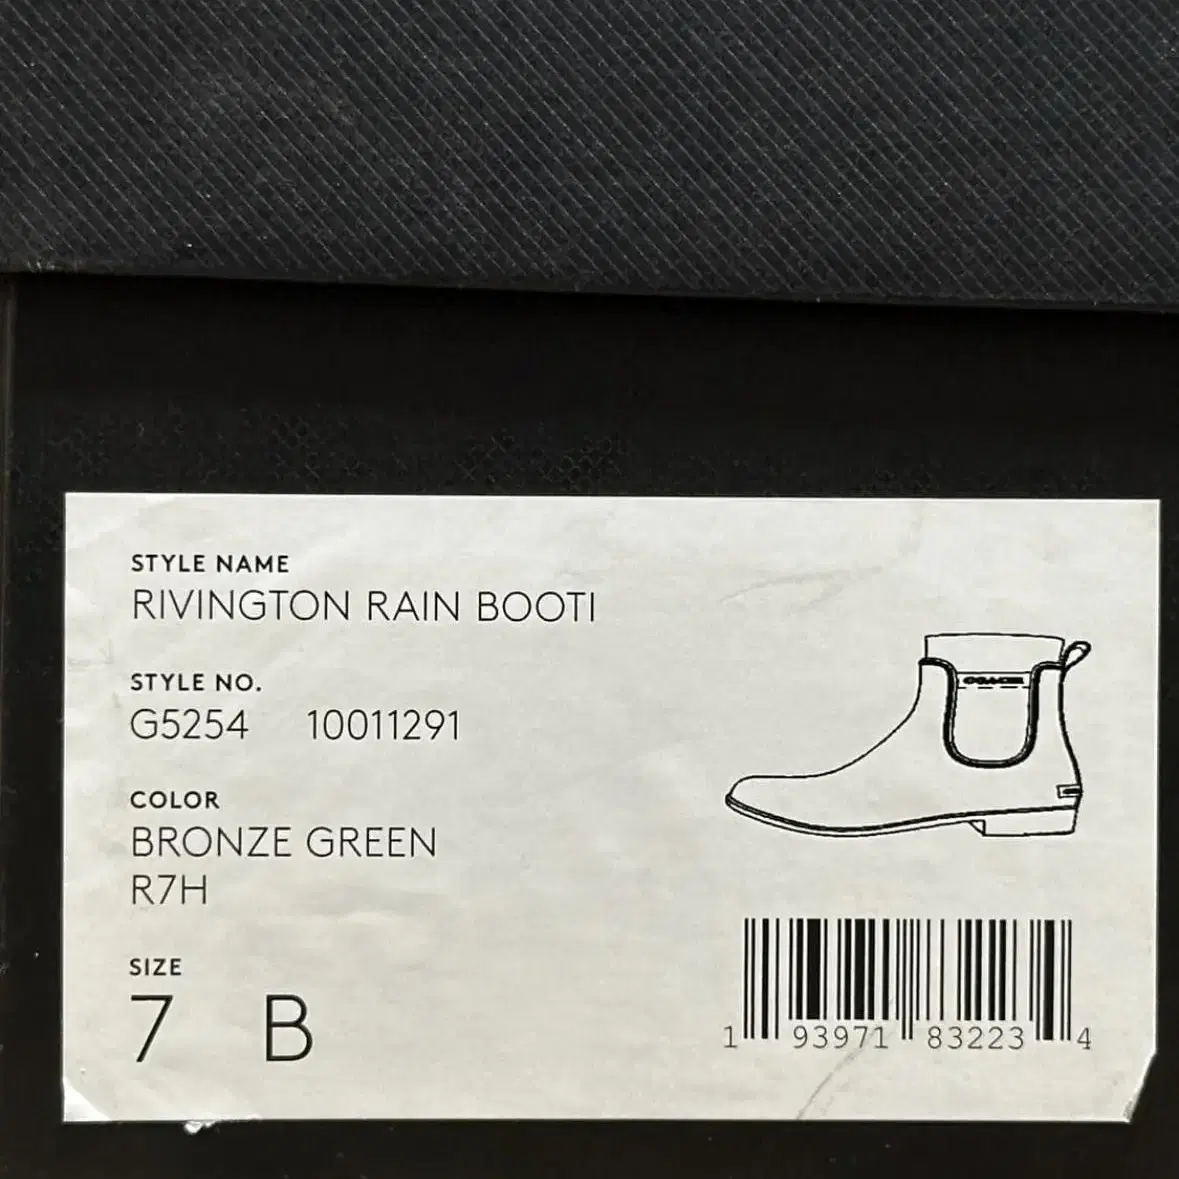 STYLE NAME
RIVINGTON RAIN BOOTI
STYLE NO.
G5254 10011291
COLOR
BRONZE GREEN
R7H
SIZE
7 B
COACH
1 93971 83223 4